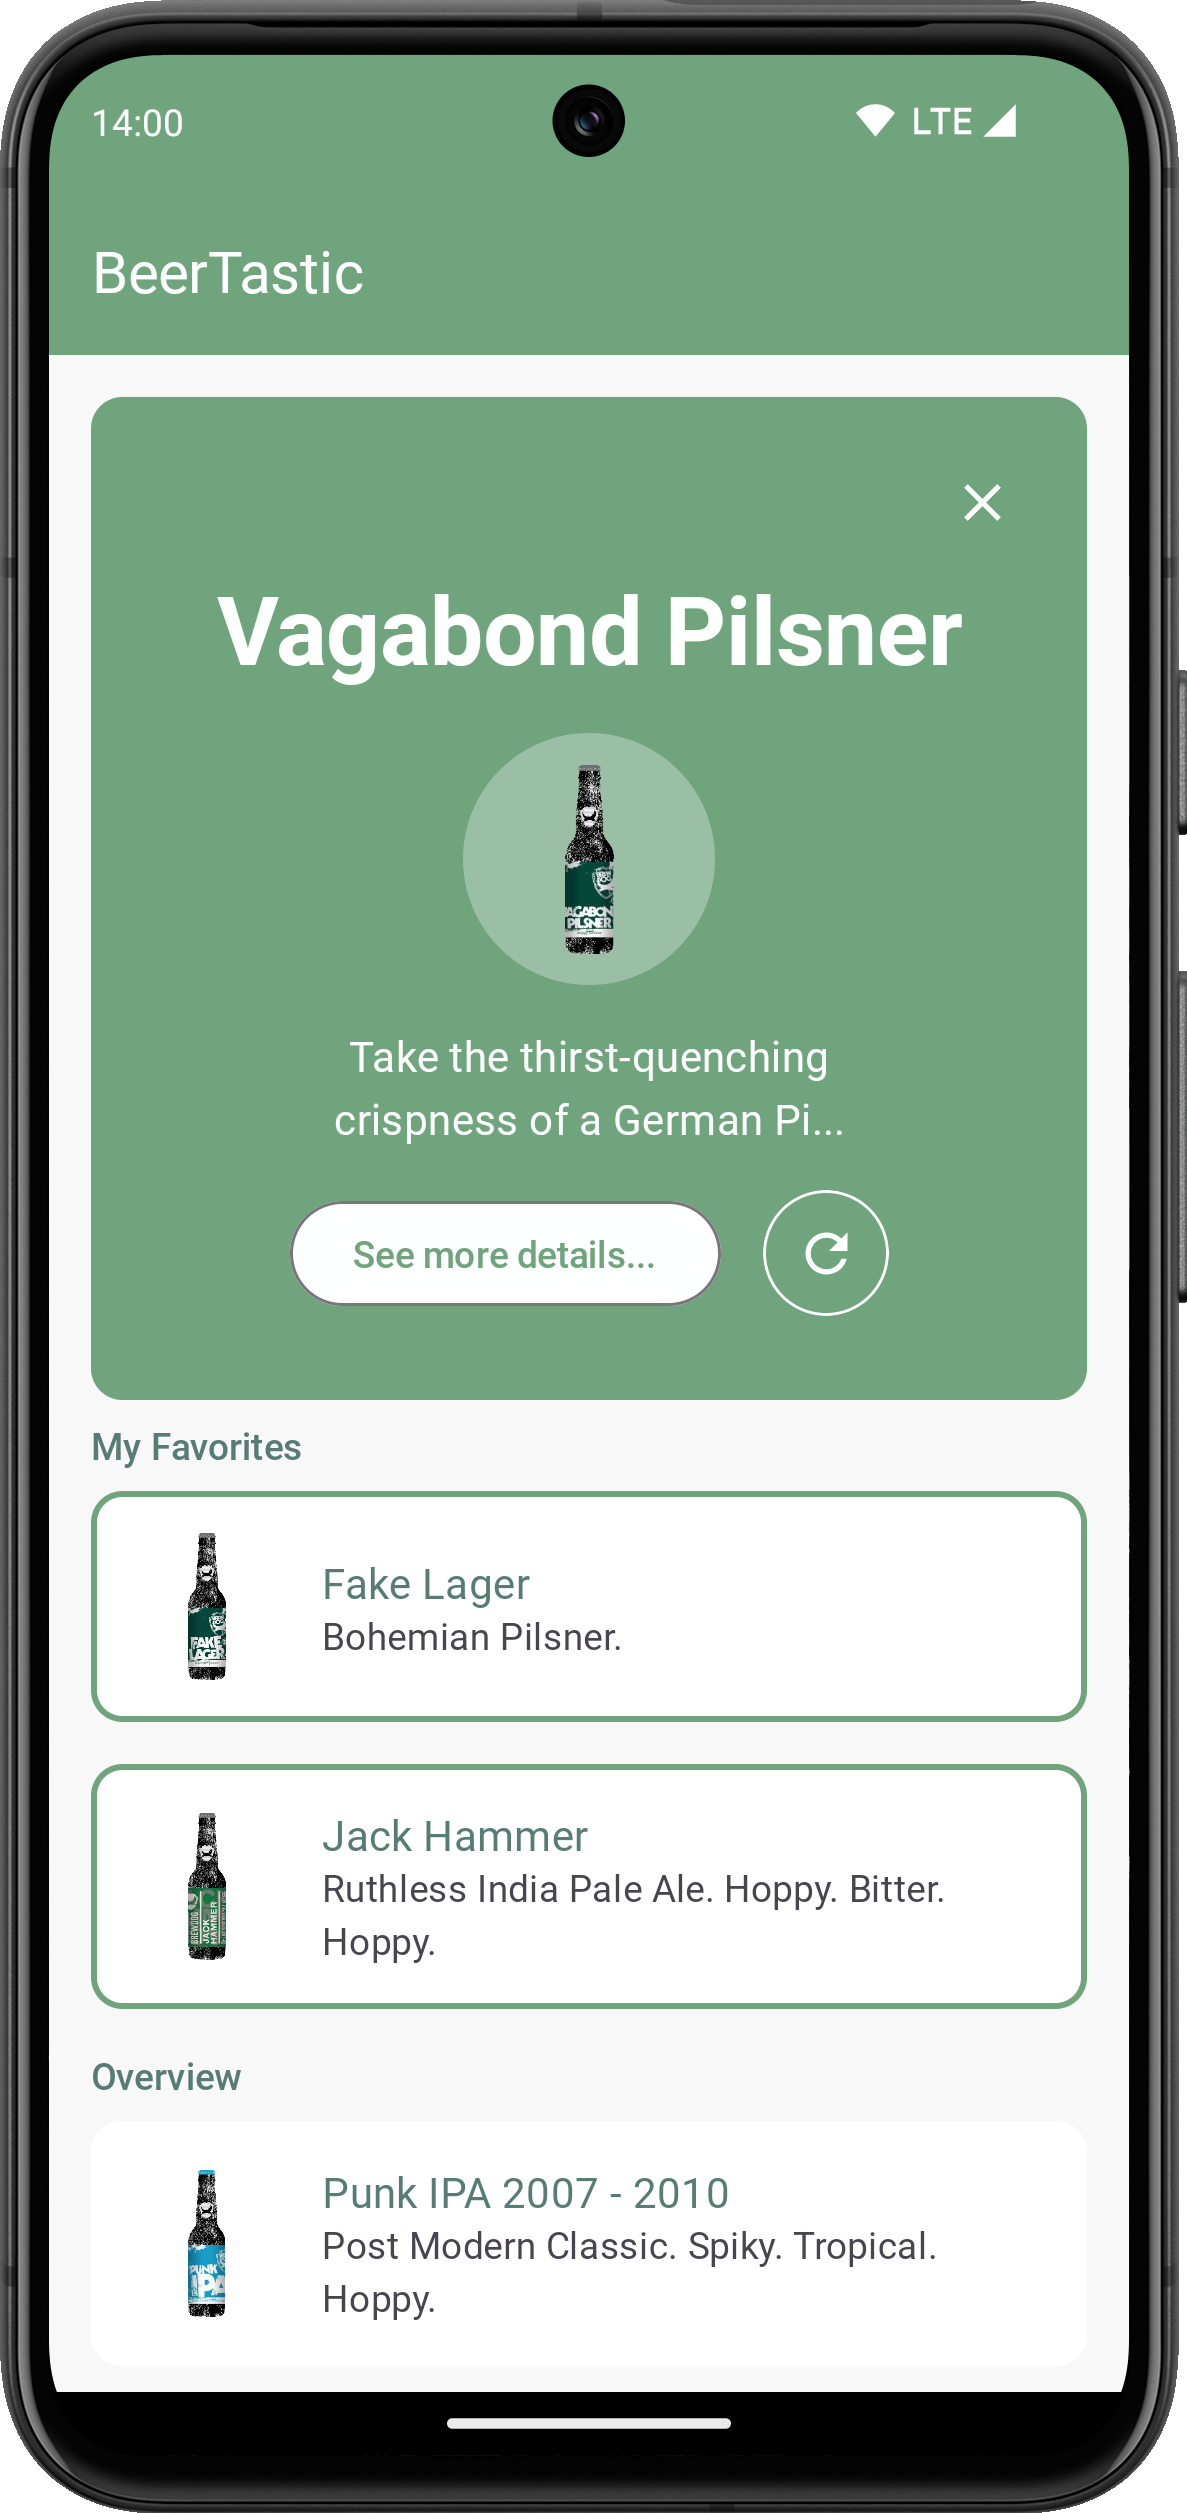 14:00
LTE
BeerTastic
Vagabond Pilsner
VAGABOND
PILSNER
Take the thirst-quenching
crispness of a German Pi...
See more details...
My Favorites
FAKE
LAGER
Fake Lager
Bohemian Pilsner.
BREWDOG
JACK
HAMMER
Jack Hammer
Ruthless India Pale Ale. Hoppy. Bitter.
Hoppy.
Overview
PUNK
IPA
Punk IPA 2007 - 2010
Post Modern Classic. Spiky. Tropical.
Hoppy.